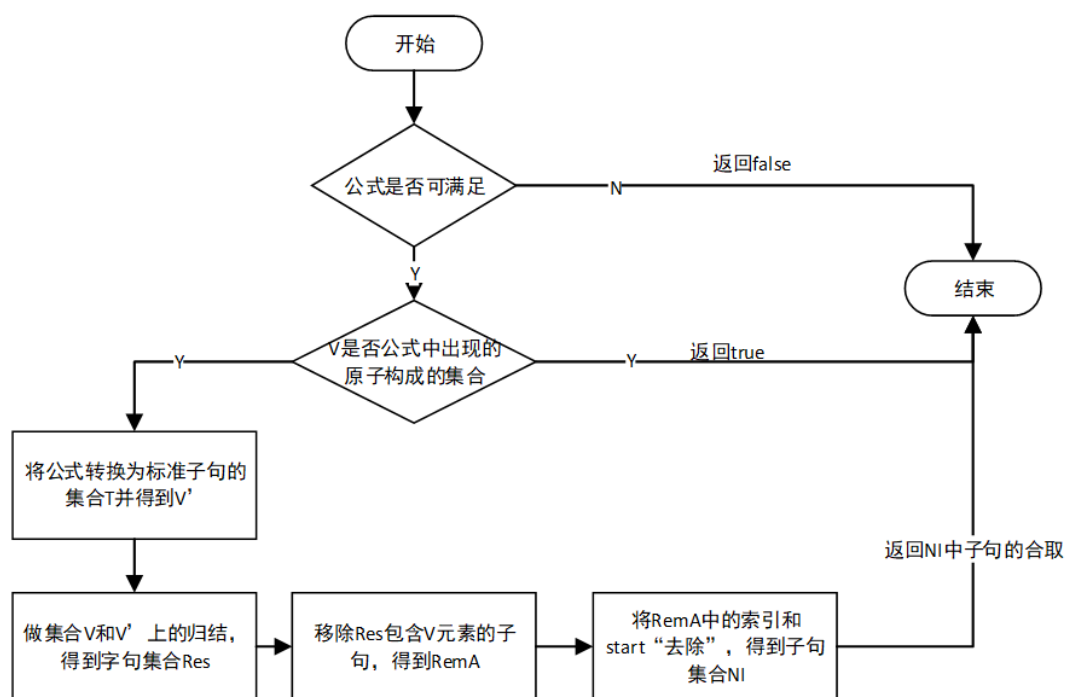 开始
返回false
公式是否可满足
N
Y
结束
V是否公式中出现的
原子构成的集合
Y
Y
返回true
将公式转换为标准子句的
集合T并得到V’
返回NI中子句的合取
做集合V和V’上的归结，
得到字句集合Res
移除Res包含V元素的子
句，得到RemA
将RemA中的索引和
start“去除”，得到子句
集合NI